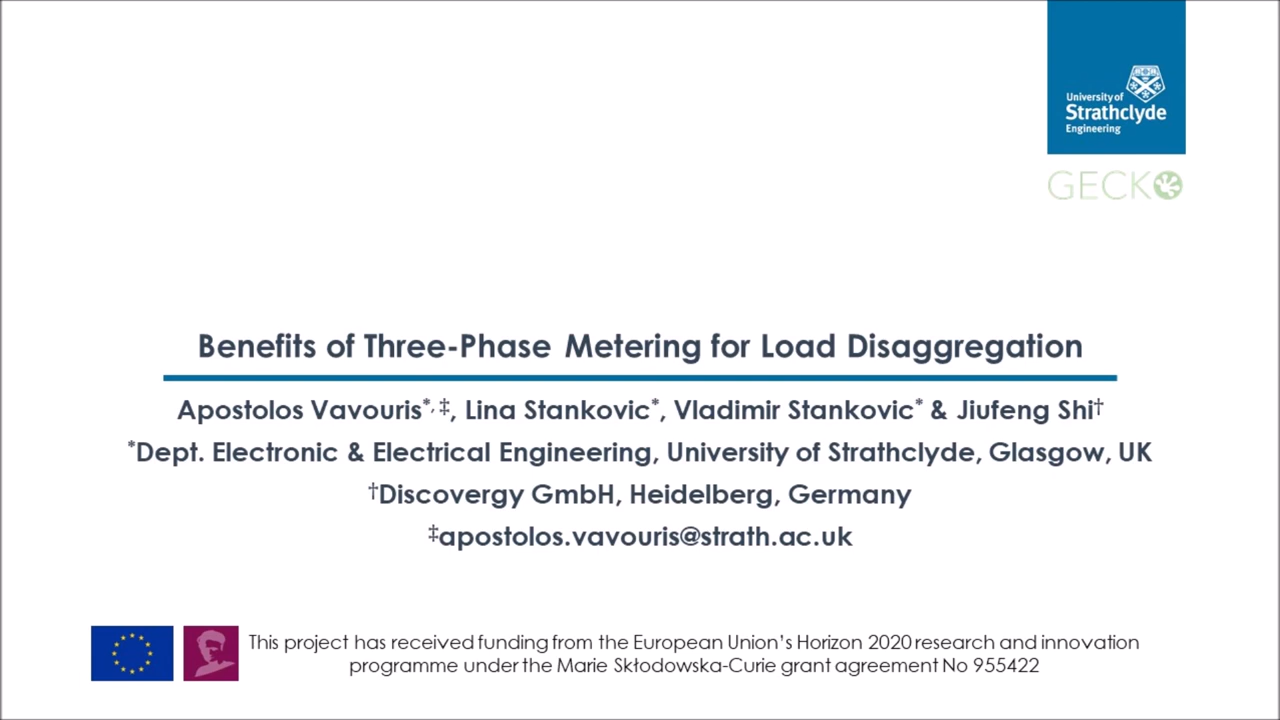 University of
Strathclyde
Engineering
GECKO
Benefits of Three-Phase Metering for Load Disaggregation
Apostolos Vavouris*,‡, Lina Stankovic*, Vladimir Stankovic* & Jiufeng Shi†
*Dept. Electronic & Electrical Engineering, University of Strathclyde, Glasgow, UK
†Discovergy GmbH, Heidelberg, Germany
‡apostolos.vavouris@strath.ac.uk
This project has received funding from the European Union’s Horizon 2020 research and innovation
programme under the Marie Skłodowska-Curie grant agreement No 955422